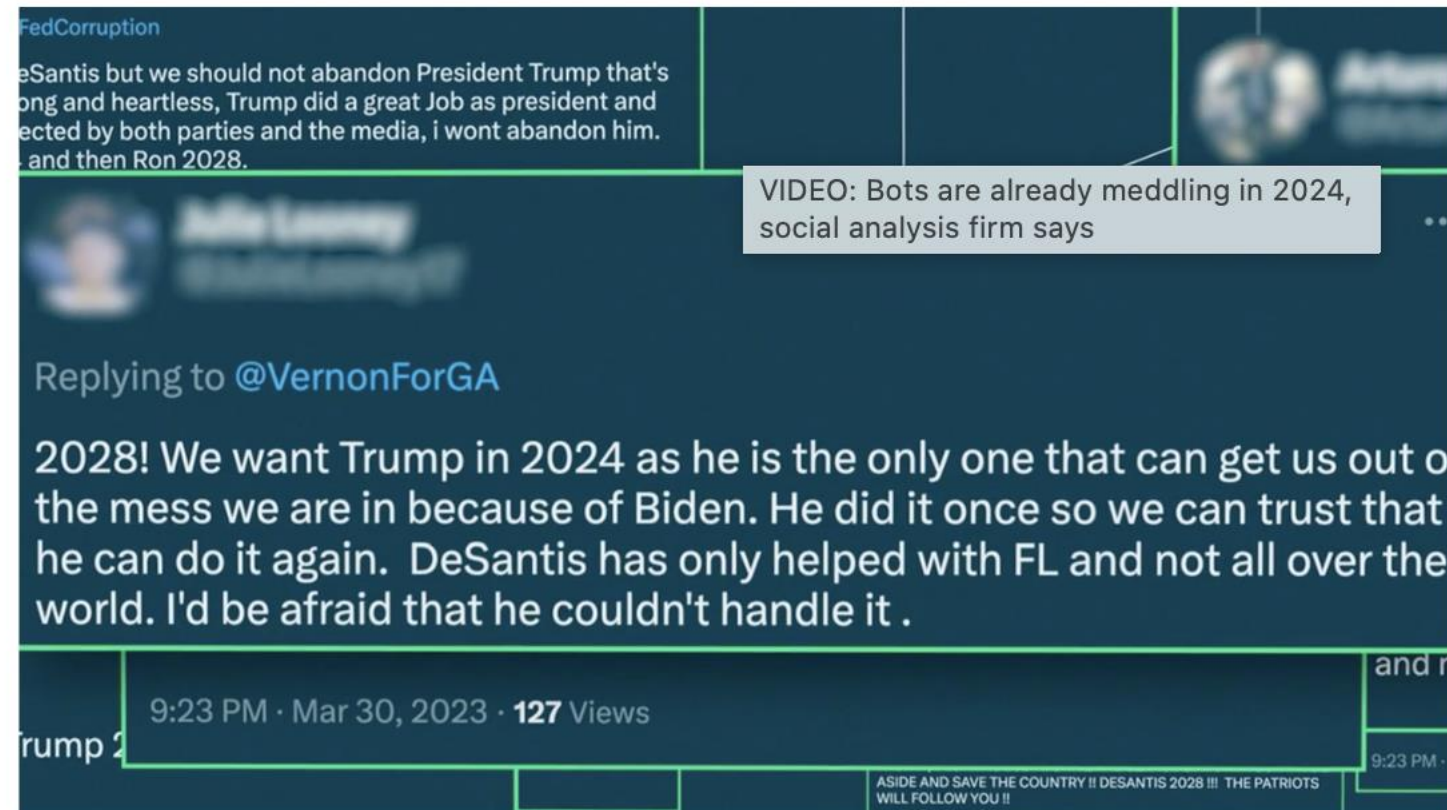 FedCorruption
eSantis but we should not abandon President Trump that's
ong and heartless, Trump did a great Job as president and
ected by both parties and the media, i wont abandon him.
and then Ron 2028.
VIDEO: Bots are already meddling in 2024,
social analysis firm says
Replying to @VernonForGA
2028! We want Trump in 2024 as he is the only one that can get us out o
the mess we are in because of Biden. He did it once so we can trust that
he can do it again. DeSantis has only helped with FL and not all over the
world. I'd be afraid that he couldn't handle it .
and r
9:23 PM · Mar 30, 2023 · 127 Views
rump 2
9:23 PM ·
ASIDE AND SAVE THE COUNTRY !! DESANTIS 2028 !!! THE PATRIOTS
WILL FOLLOW YOU !!